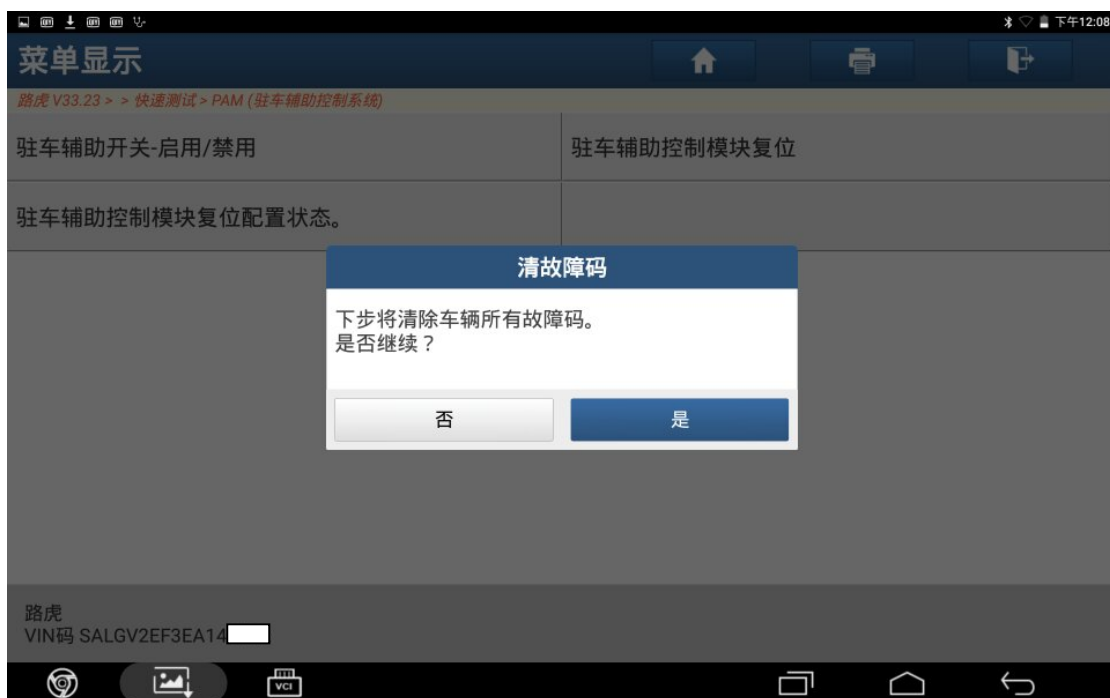 下午12:08
菜单显示
路虎 V33.23 > > 快速测试 > PAM (驻车辅助控制系统)
驻车辅助开关-启用/禁用
驻车辅助控制模块复位
驻车辅助控制模块复位配置状态。
清故障码
下步将清除车辆所有故障码。
是否继续？
否
是
路虎
VIN码 SALGV2EF3EA14
VCI